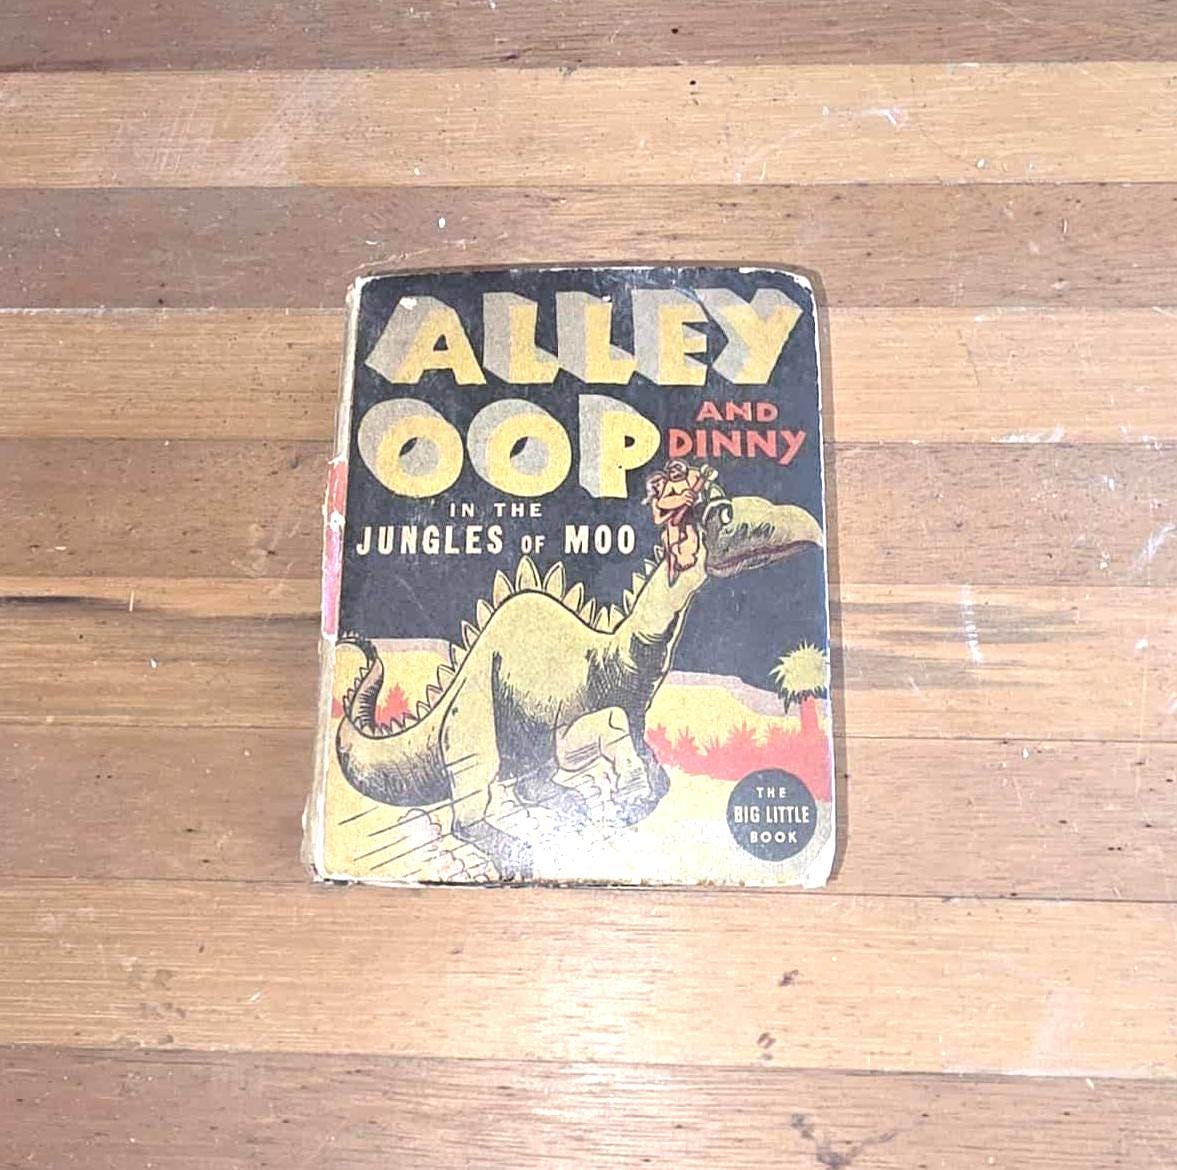 ALLEY
OOP
AND
DINNY
IN THE
JUNGLES OF MOO
THE
BIG LITTLE
BOOK